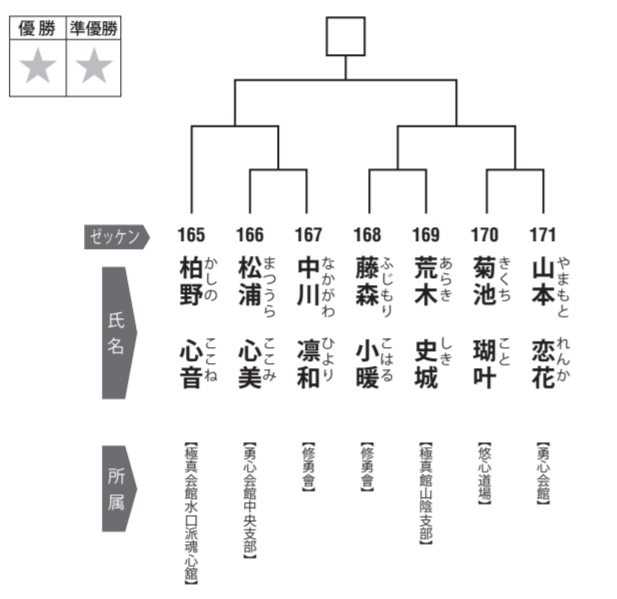 優勝 準優勝
ゼッケン 165 166 167 168 169 170 171
氏名
柏野 心音
かしの ここね
松浦 心美
まつうら ここみ
中川 凛和
なかがわ ひより
藤森 小暖
ふじもり こはる
荒木 史城
あらき しき
菊池 瑚叶
きくち こと
山本 恋花
やまもと れんか
所属
【極真会館水口派魂心舘】
【勇心会館中央支部】
【修勇會】
【修勇會】
【極真館山陰支部】
【悠心道場】
【勇心会館】